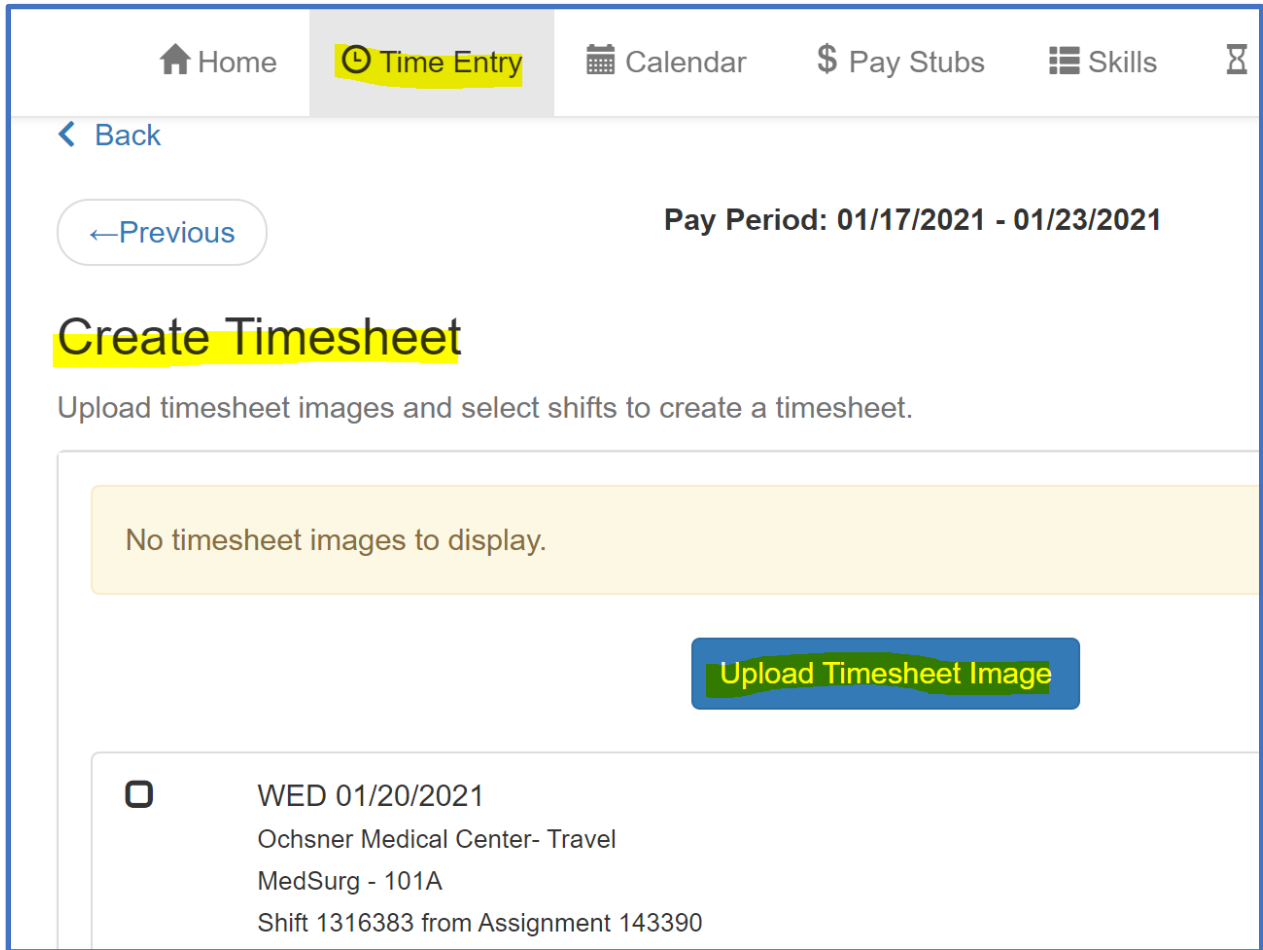 Home Time Entry Calendar $ Pay Stubs Skills
Back
←Previous
Pay Period: 01/17/2021 - 01/23/2021
Create Timesheet
Upload timesheet images and select shifts to create a timesheet.
No timesheet images to display.
Upload Timesheet Image
WED 01/20/2021
Ochsner Medical Center- Travel
MedSurg - 101A
Shift 1316383 from Assignment 143390